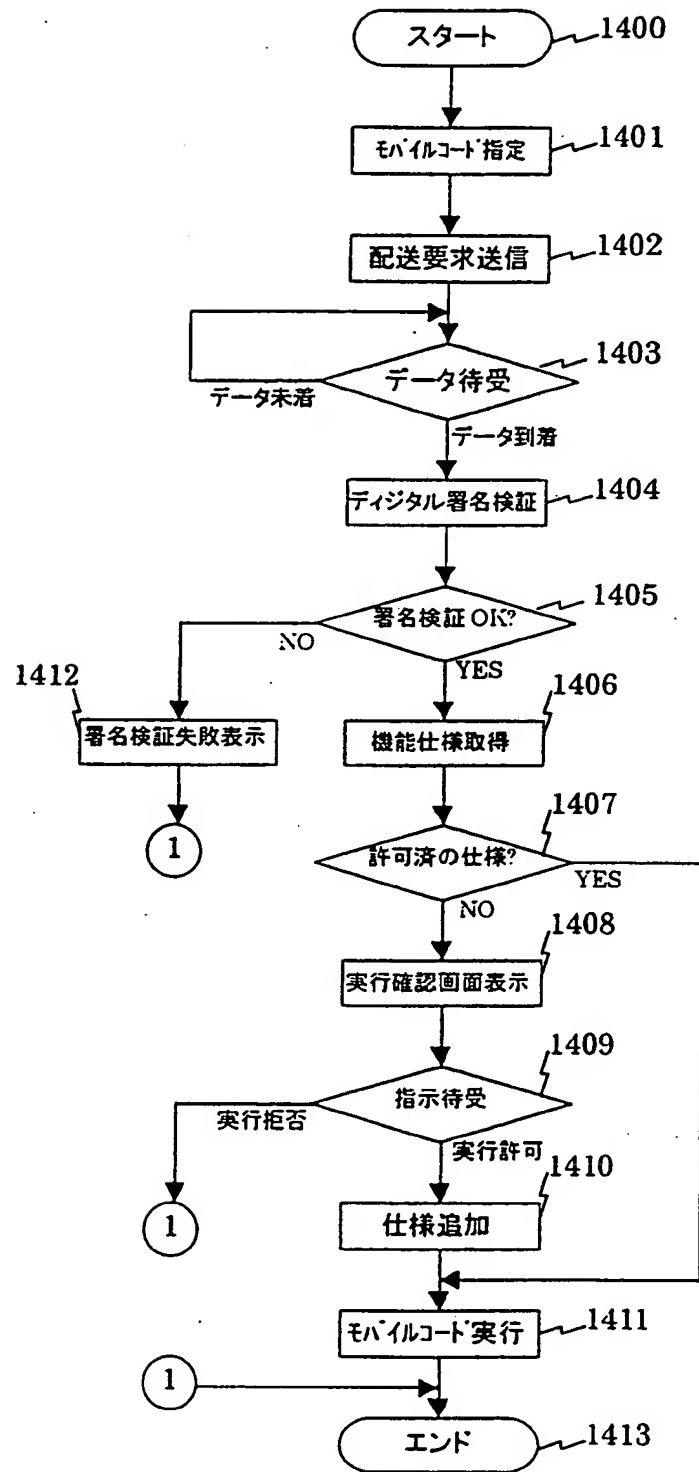 スタート
1400
モバイルコード指定
1401
配送要求送信
1402
データ待受
1403
データ未着
データ到着
ディジタル署名検証
1404
署名検証OK?
1405
NO
YES
1412
署名検証失敗表示
機能仕様取得
1406
1
許可済の仕様?
1407
YES
NO
実行確認画面表示
1408
指示待受
1409
実行拒否
実行許可
1
仕様追加
1410
モバイルコード実行
1411
1
エンド
1413